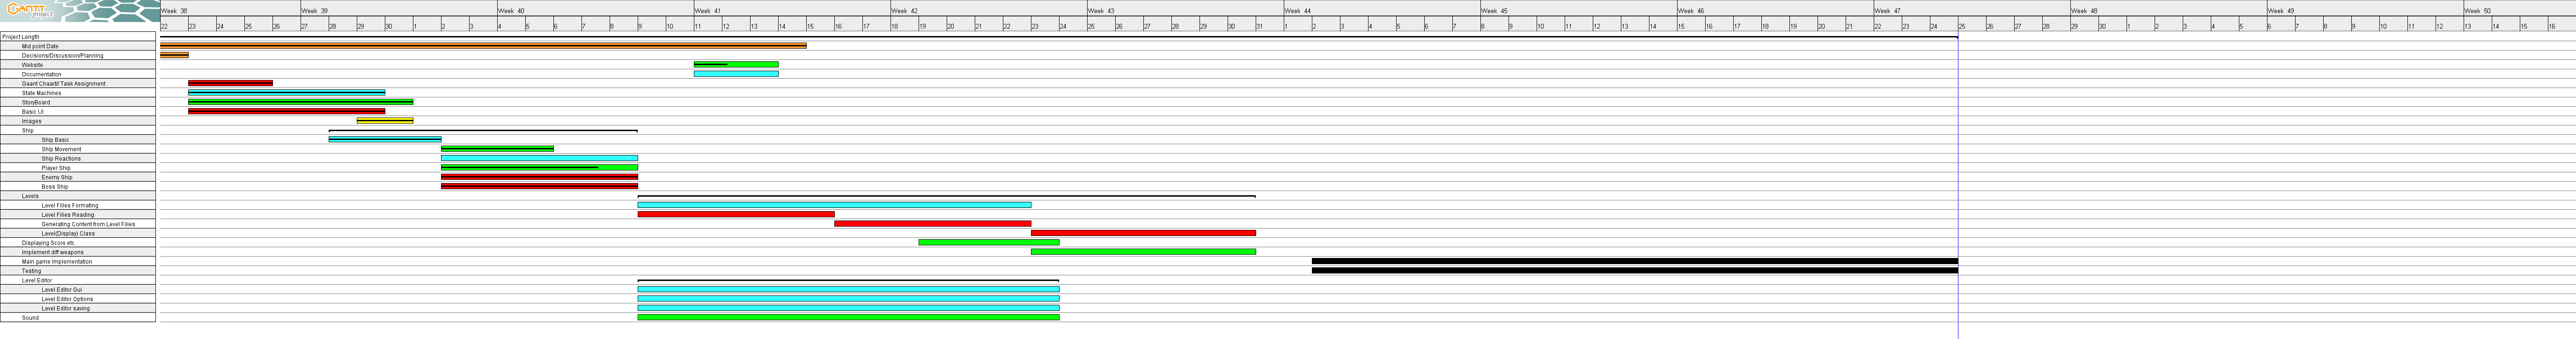 GANTT project
Week 38 Week 39 Week 40 Week 41 Week 42 Week 43 Week 44 Week 45 Week 46 Week 47 Week 48 Week 49 Week 50
22 23 24 25 26 27 28 29 30 1 2 3 4 5 6 7 8 9 10 11 12 13 14 15 16 17 18 19 20 21 22 23 24 25 26 27 28 29 30 31 1 2 3 4 5 6 7 8 9 10 11 12 13 14 15 16 17 18 19 20 21 22 23 24 25 26 27 28 29 30 1 2 3 4 5 6 7 8 9 10 11 12 13 14 15 16
Project Length
Mid point Date
Decisions/Discussion/Planning
Website
Documentation
Gaant Chaart/I Task Assignment
State Machines
StoryBoard
Basic UI
Images
Ship
Ship Basic
Ship Movement
Ship Reactions
Player Ship
Enemy Ship
Boss Ship
Levels
Level Filies Formating
Level Filies Reading
Generating Content from Level Filies
Level(Display) Class
Displaying Score etc
Implement diff weapons
Main game Implementation
Testing
Level Editor
Level Editor Gui
Level Editor Options
Level Editor saving
Sound